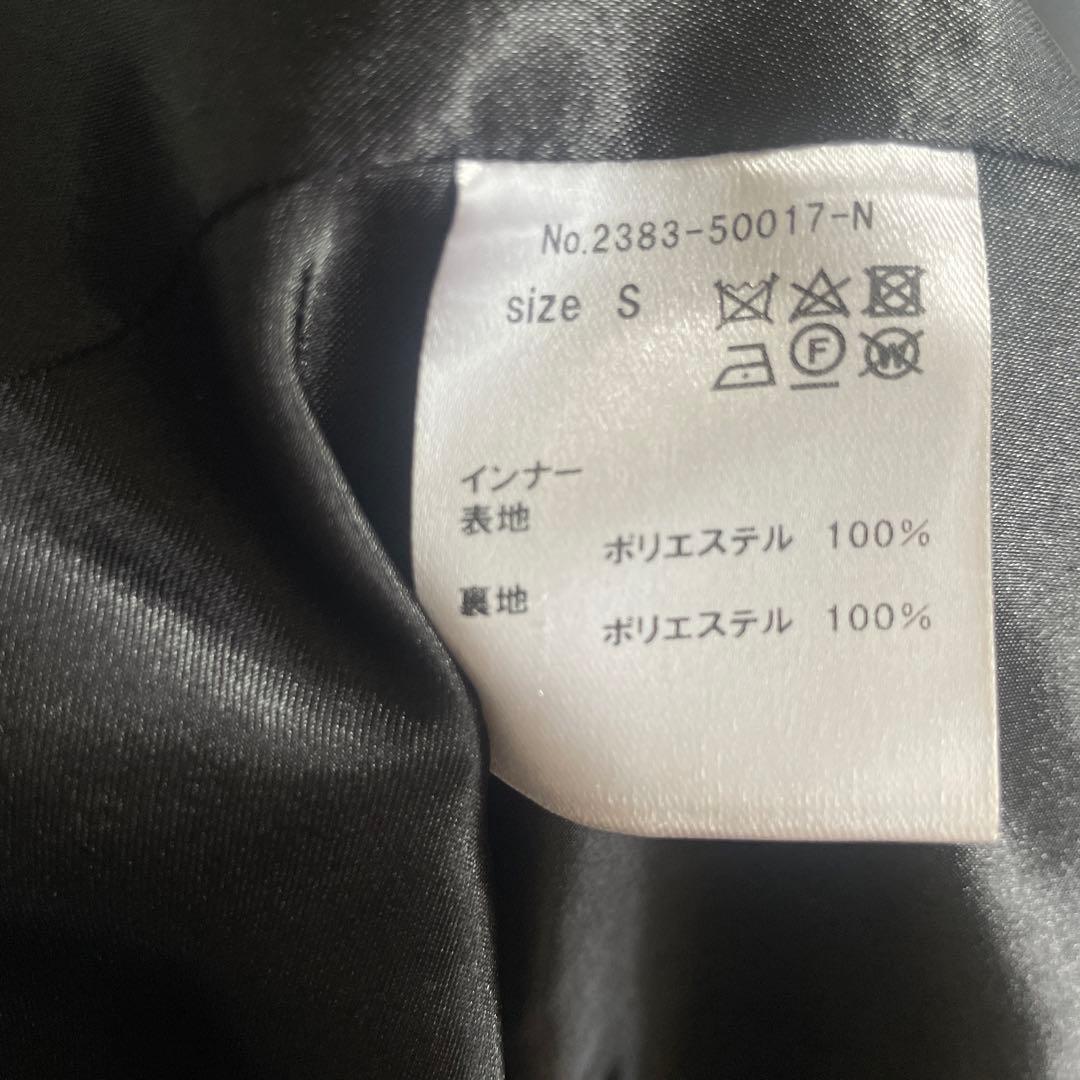 No.2383-50017-N
size S
F
W
インナー
表地
ポリエステル 100%
裏地
ポリエステル 100%